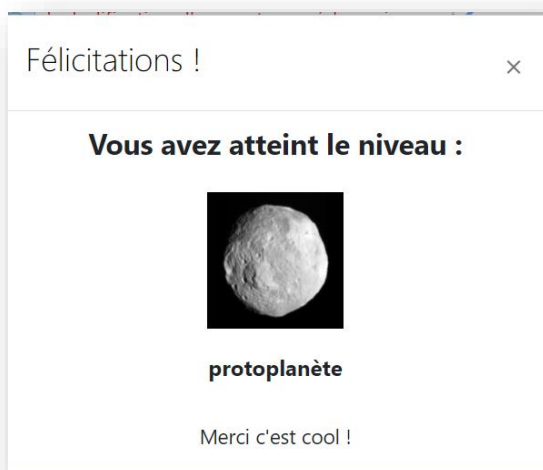 Félicitations !
×
Vous avez atteint le niveau :
protoplanète
Merci c'est cool !